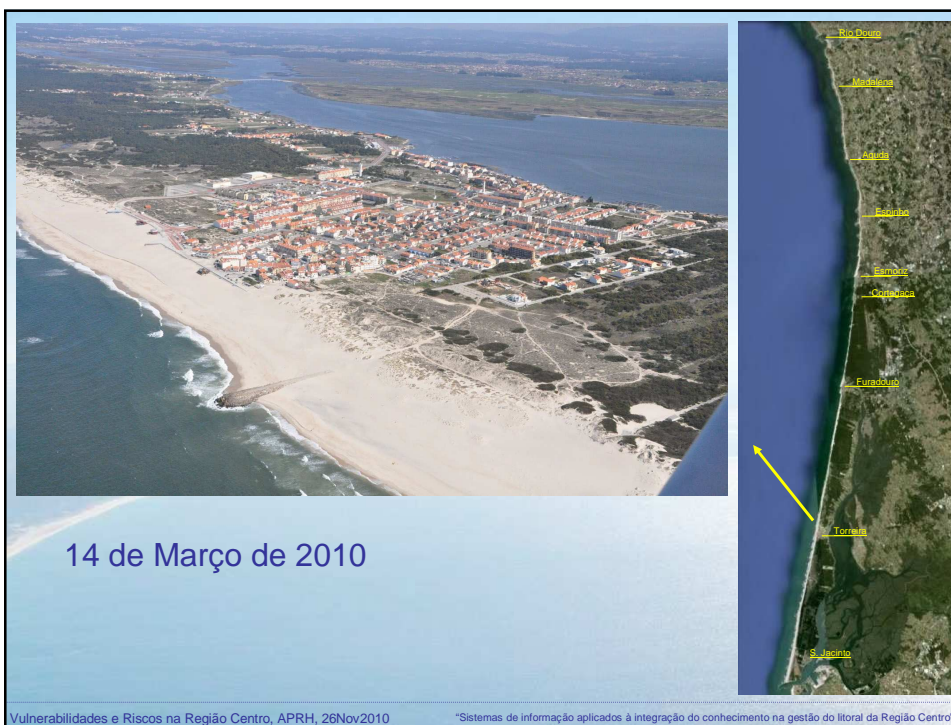 Rio Douro
Madalena
Aguda
Espinho
Esmoriz
Cortegaça
Furadouro
Torreira
S. Jacinto
14 de Março de 2010
Vulnerabilidades e Riscos na Região Centro, APRH, 26Nov2010
"Sistemas de informação aplicados à integração do conhecimento na gestão do litoral da Região Centro